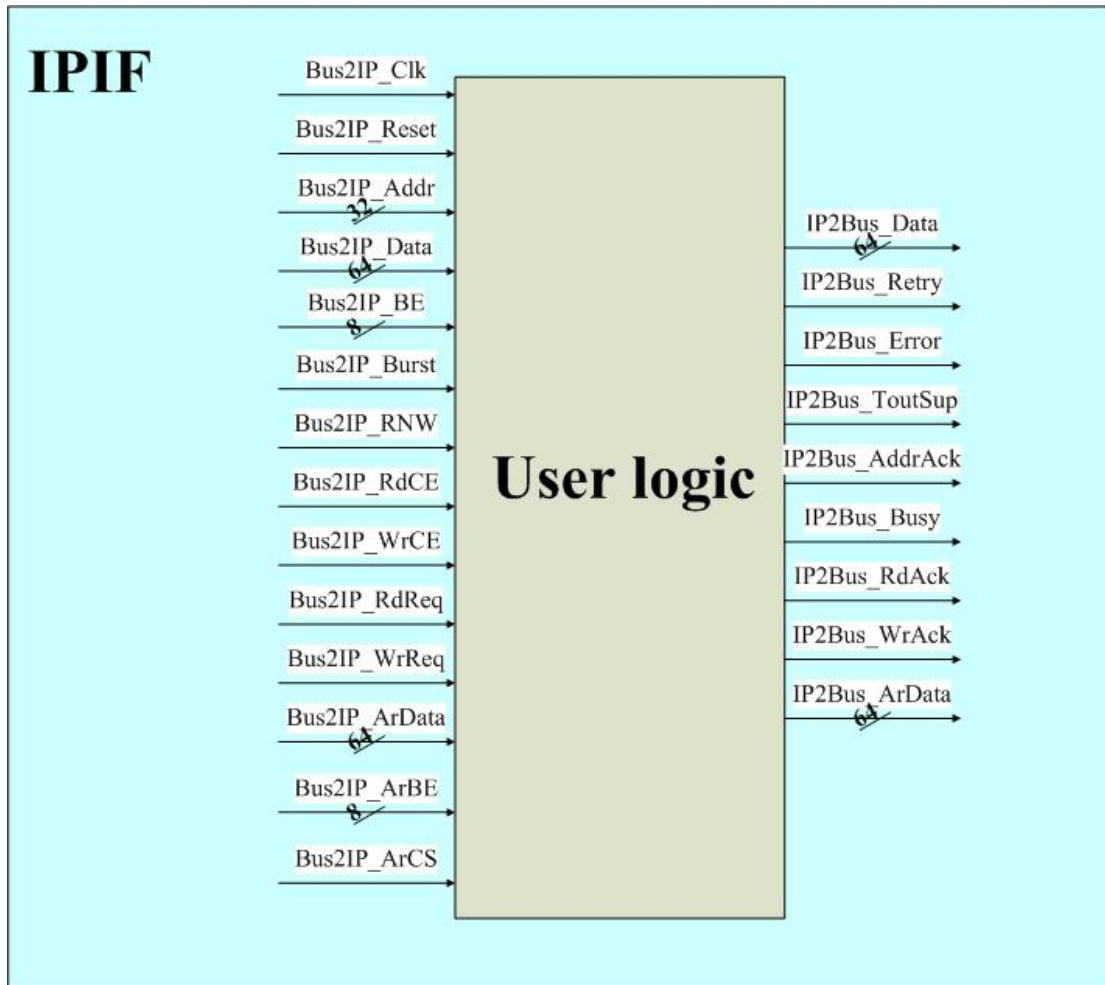 IPIF
Bus2IP_Clk
Bus2IP_Reset
Bus2IP_Addr
32
Bus2IP_Data
64
Bus2IP_BE
8
Bus2IP_Burst
Bus2IP_RNW
Bus2IP_RdCE
Bus2IP_WrCE
Bus2IP_RdReq
Bus2IP_WrReq
Bus2IP_ArData
64
Bus2IP_ArBE
8
Bus2IP_ArCS
User logic
IP2Bus_Data
64
IP2Bus_Retry
IP2Bus_Error
IP2Bus_ToutSup
IP2Bus_AddrAck
IP2Bus_Busy
IP2Bus_RdAck
IP2Bus_WrAck
IP2Bus_ArData
64